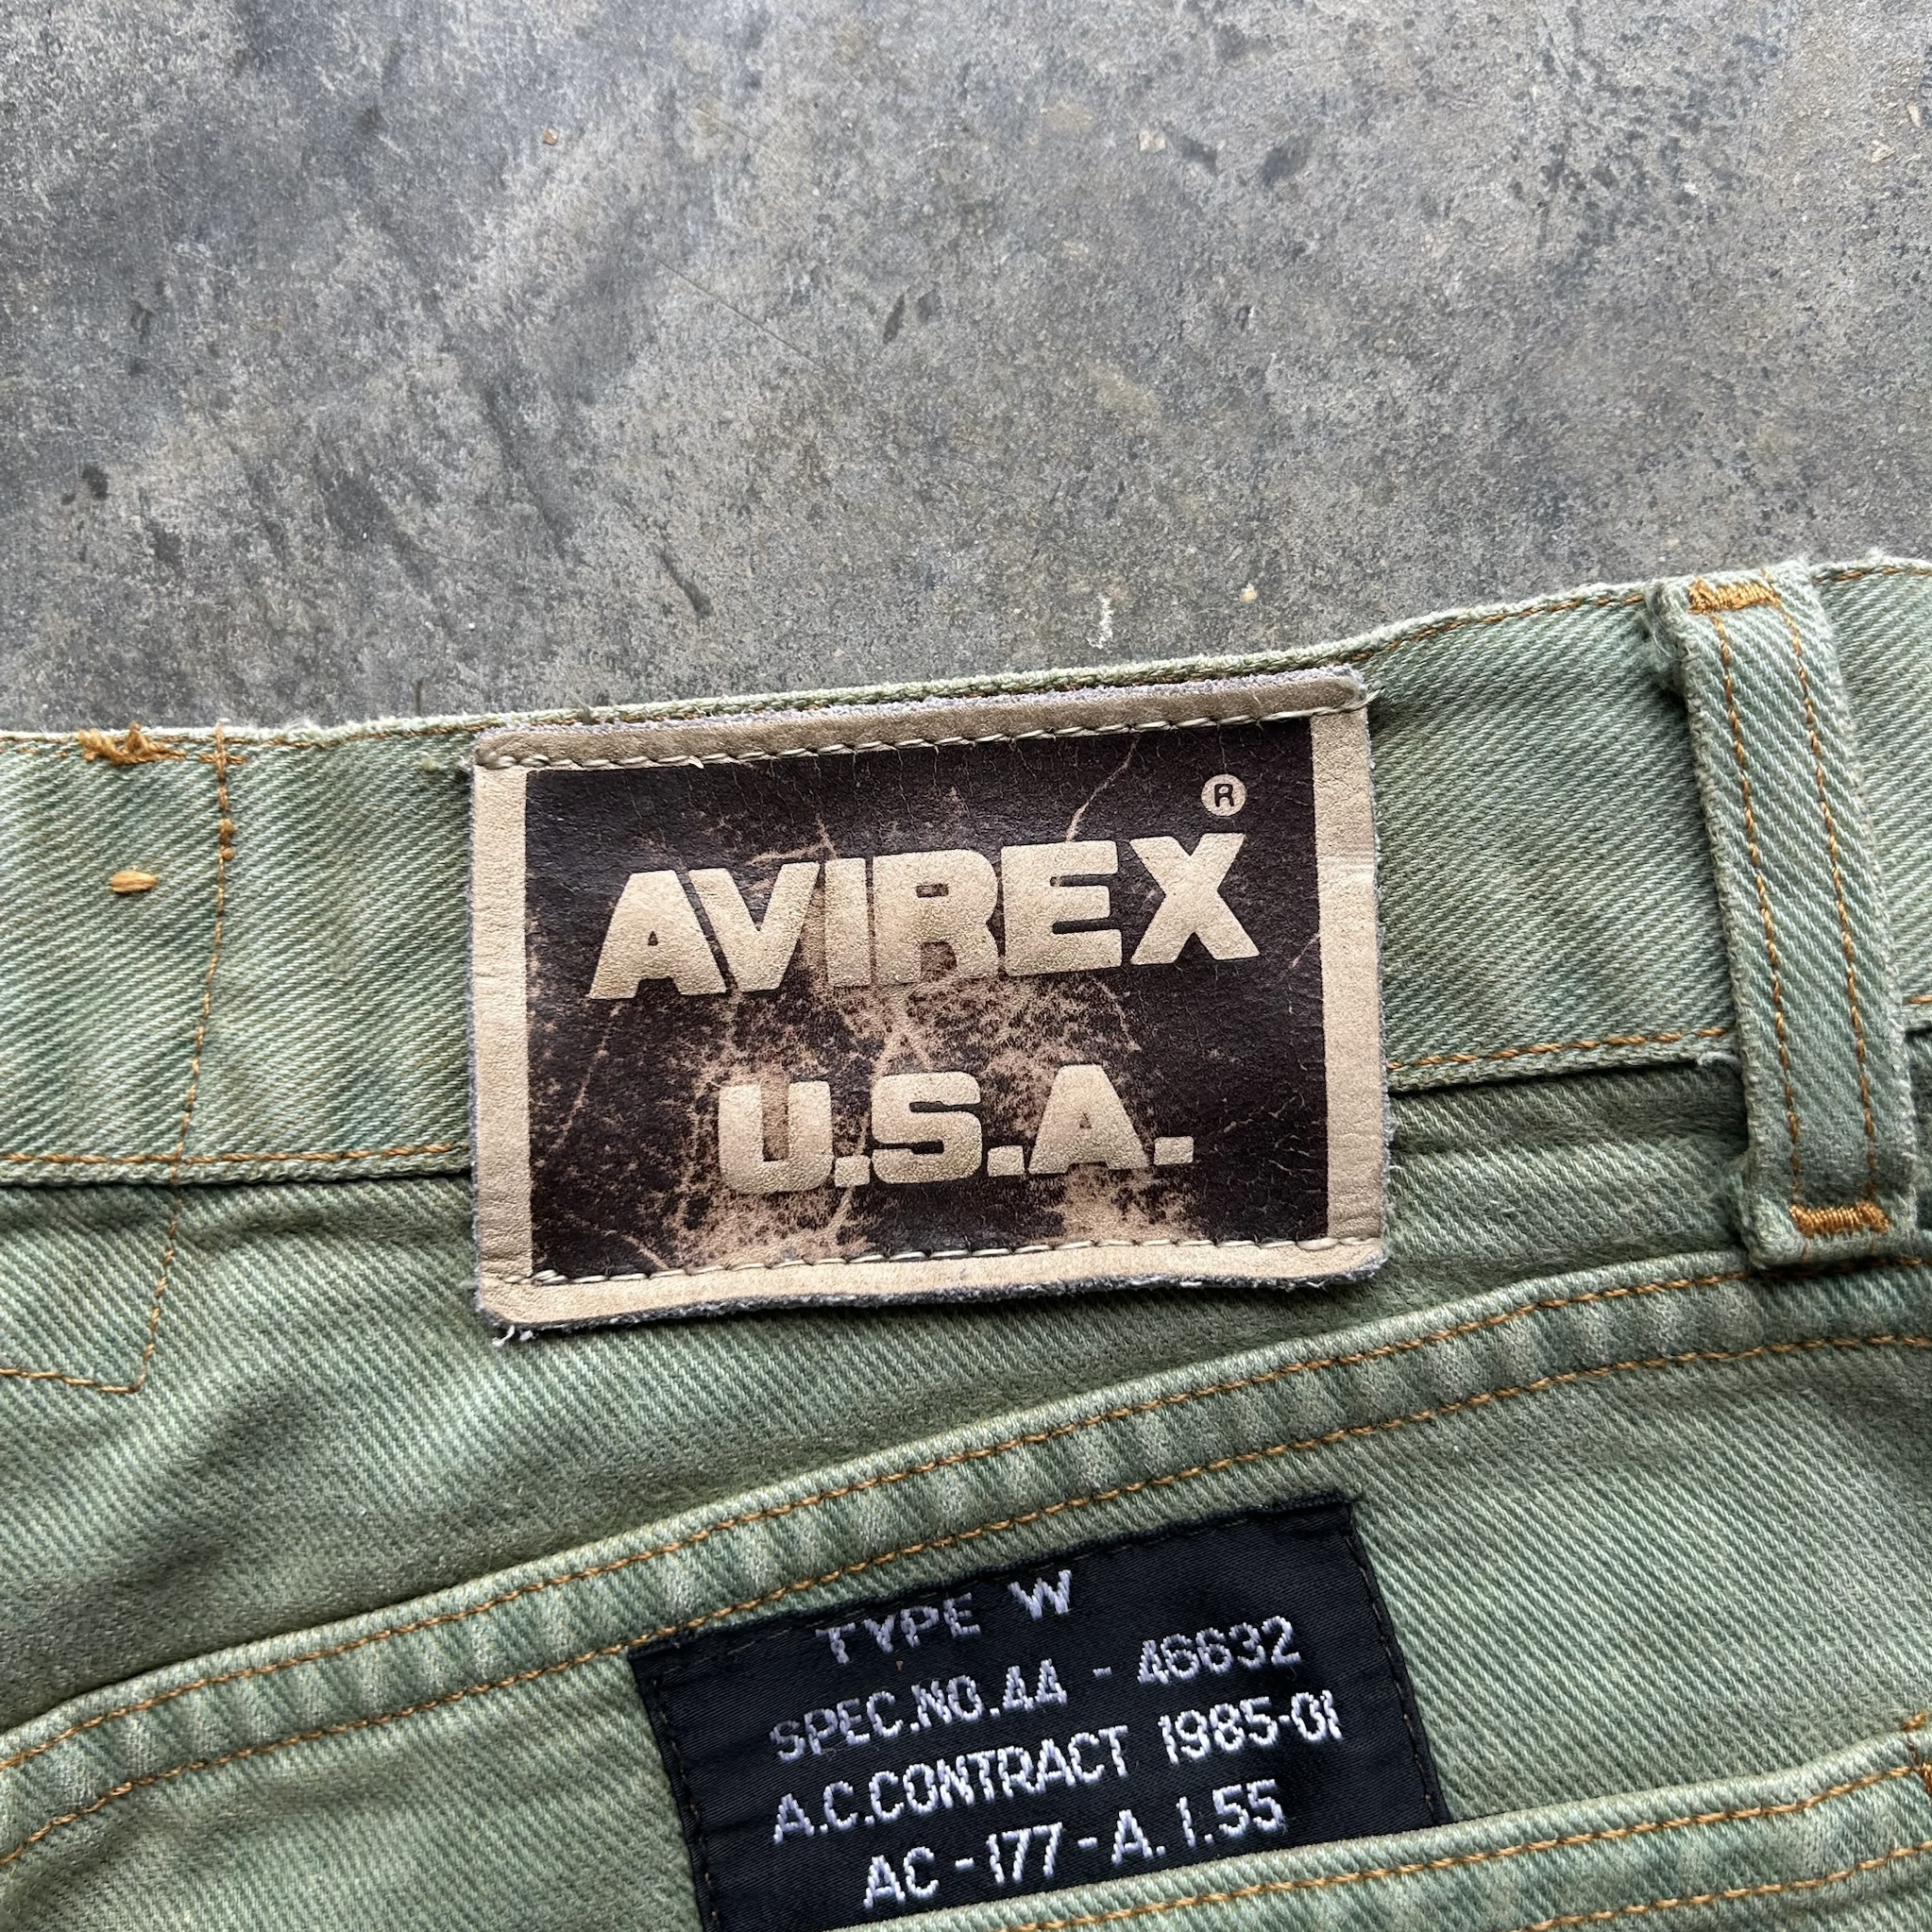 AVIREX ®
U.S.A.
TYPE W
SPEC.NO.44 - 46632
A.C.CONTRACT 1985-01
AC - 177 - A. 1.55